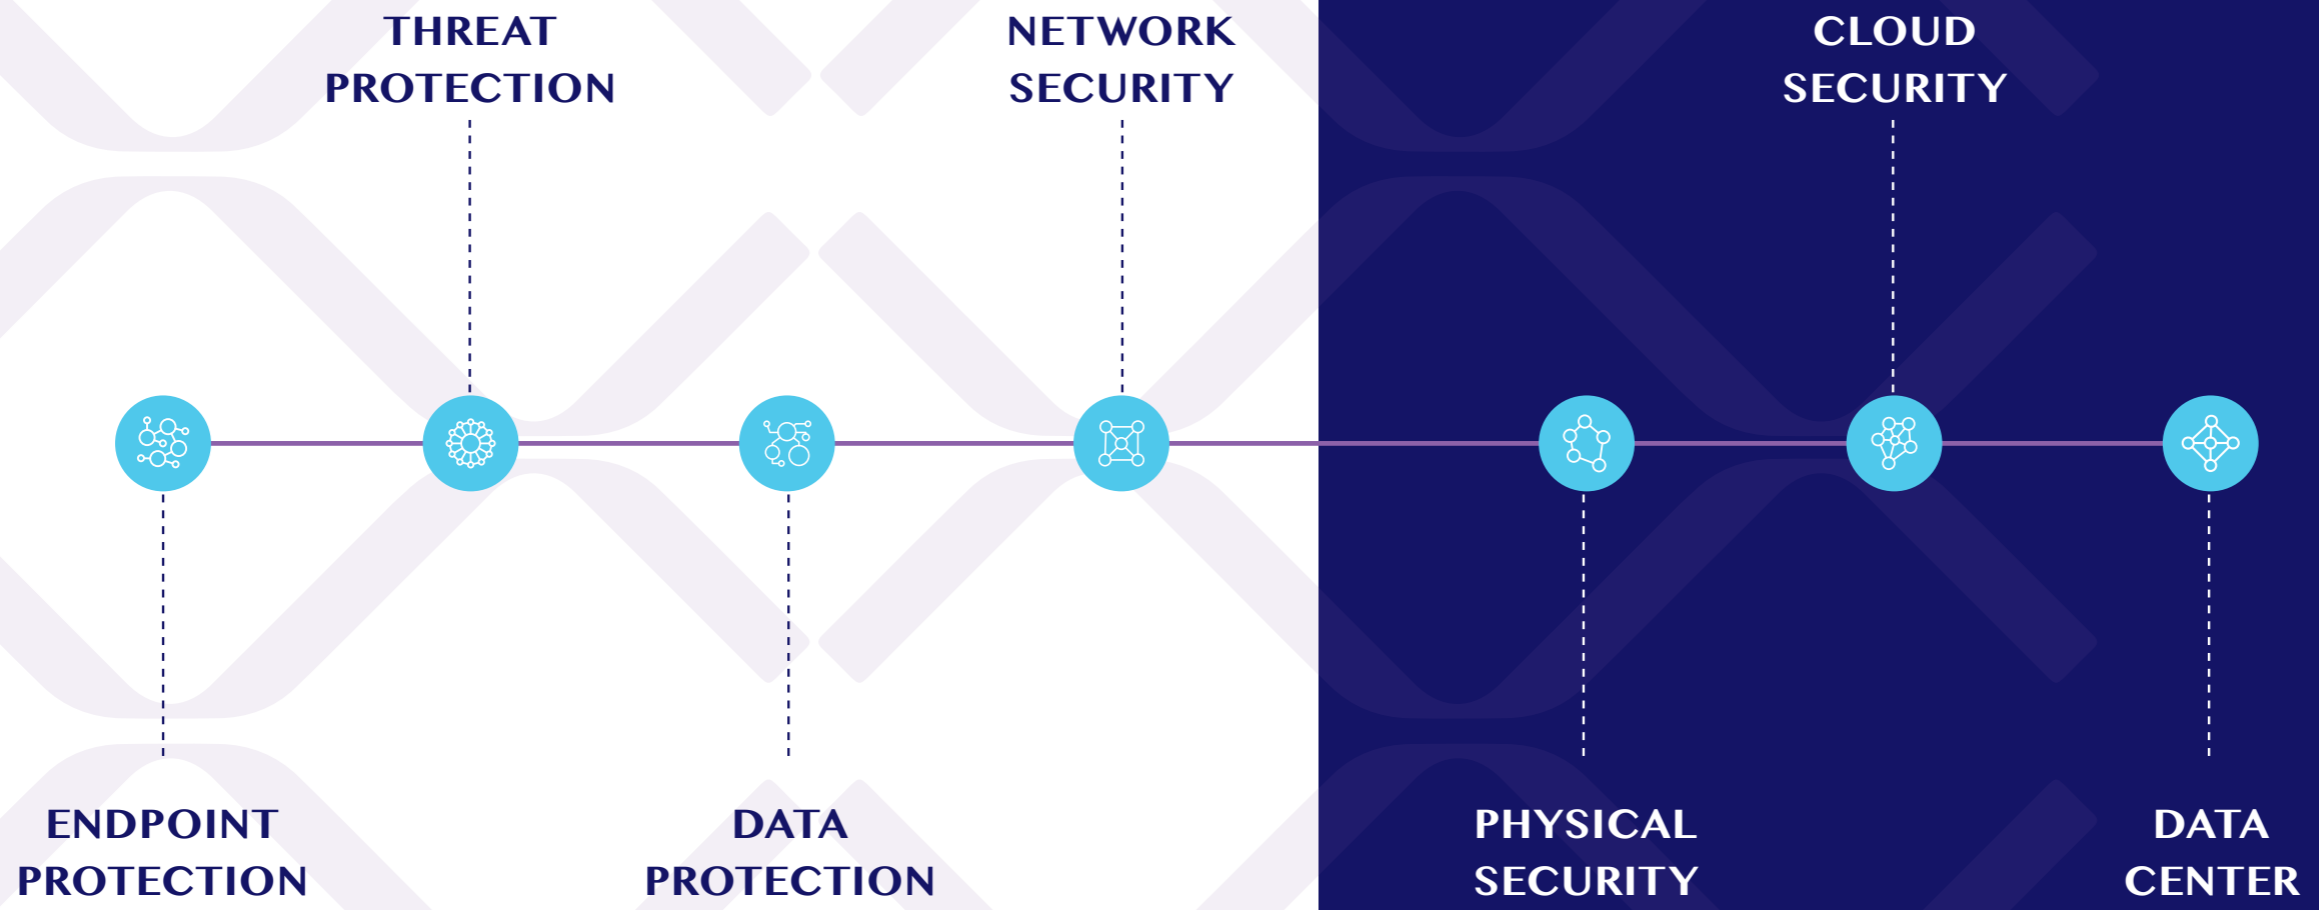 THREAT
PROTECTION
NETWORK
SECURITY
CLOUD
SECURITY
ENDPOINT
PROTECTION
DATA
PROTECTION
PHYSICAL
SECURITY
DATA
CENTER